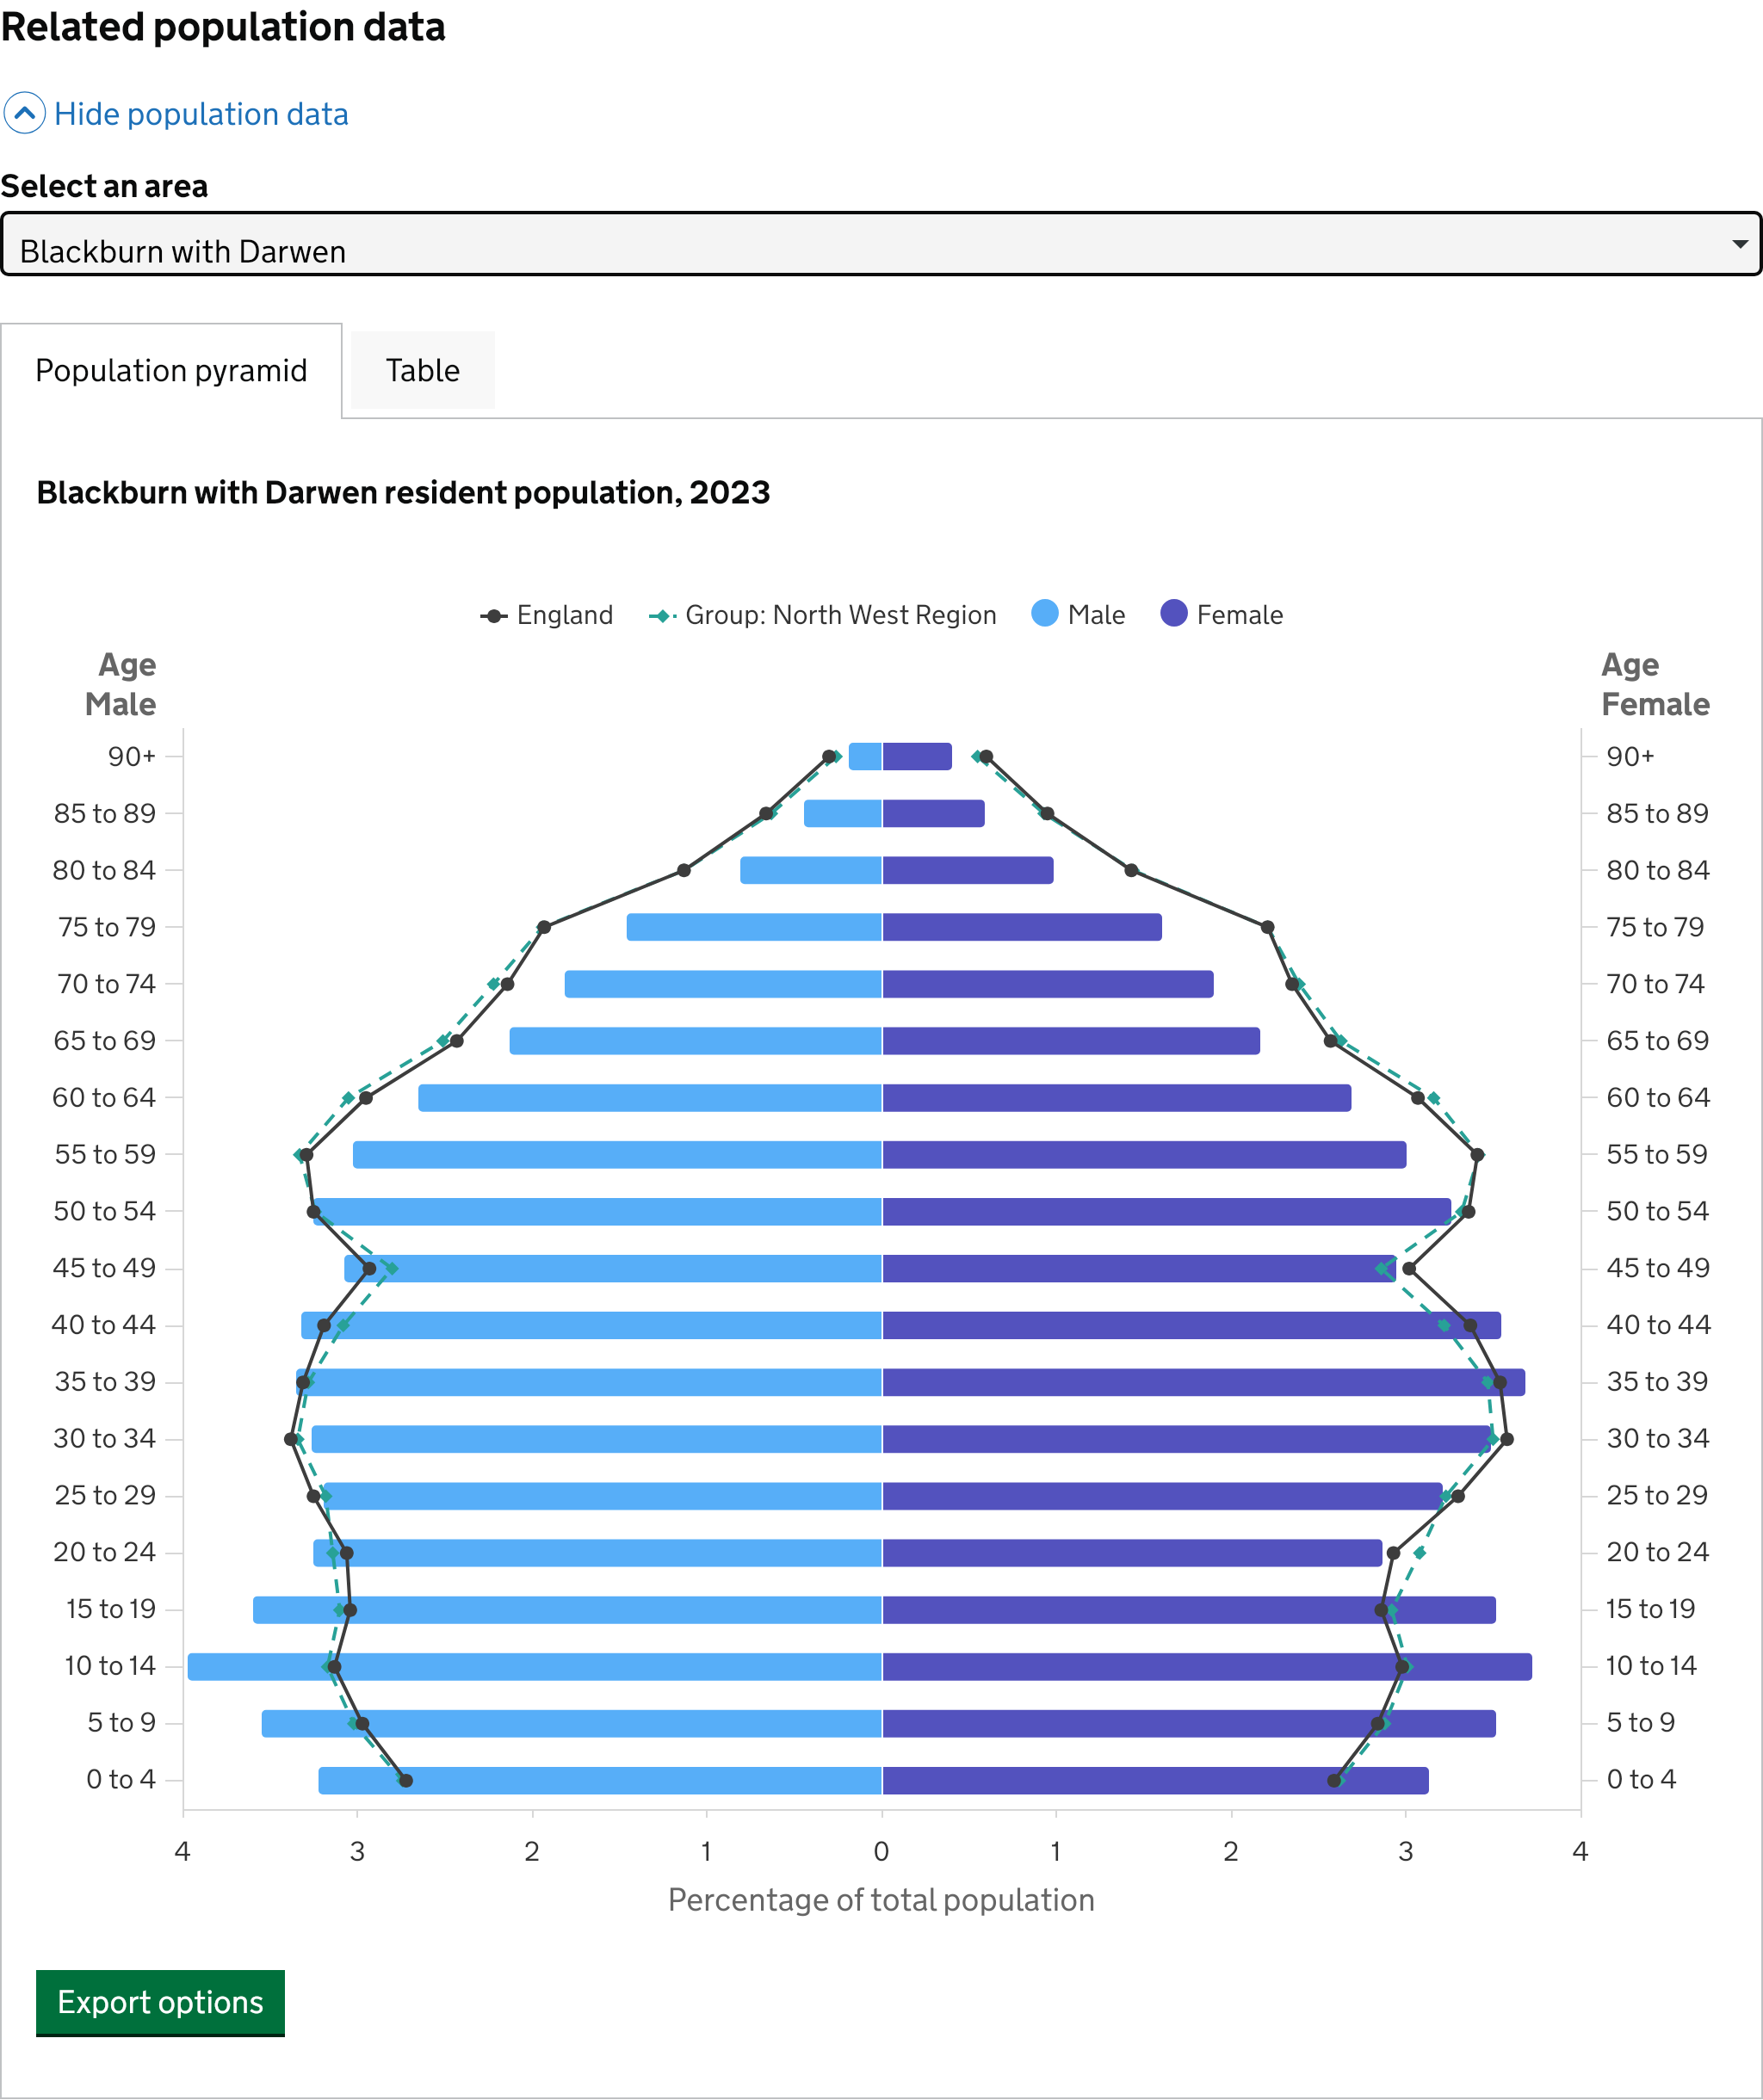 Related population data
Hide population data
Select an area
Blackburn with Darwen
Population pyramid
Table
Blackburn with Darwen resident population, 2023
England
Group: North West Region
Male
Female
Age
Male
Age
Female
90+
90+
85 to 89
85 to 89
80 to 84
80 to 84
75 to 79
75 to 79
70 to 74
70 to 74
65 to 69
65 to 69
60 to 64
60 to 64
55 to 59
55 to 59
50 to 54
50 to 54
45 to 49
45 to 49
40 to 44
40 to 44
35 to 39
35 to 39
30 to 34
30 to 34
25 to 29
25 to 29
20 to 24
20 to 24
15 to 19
15 to 19
10 to 14
10 to 14
5 to 9
5 to 9
0 to 4
0 to 4
4 3 2 1 0 1 2 3 4
Percentage of total population
Export options